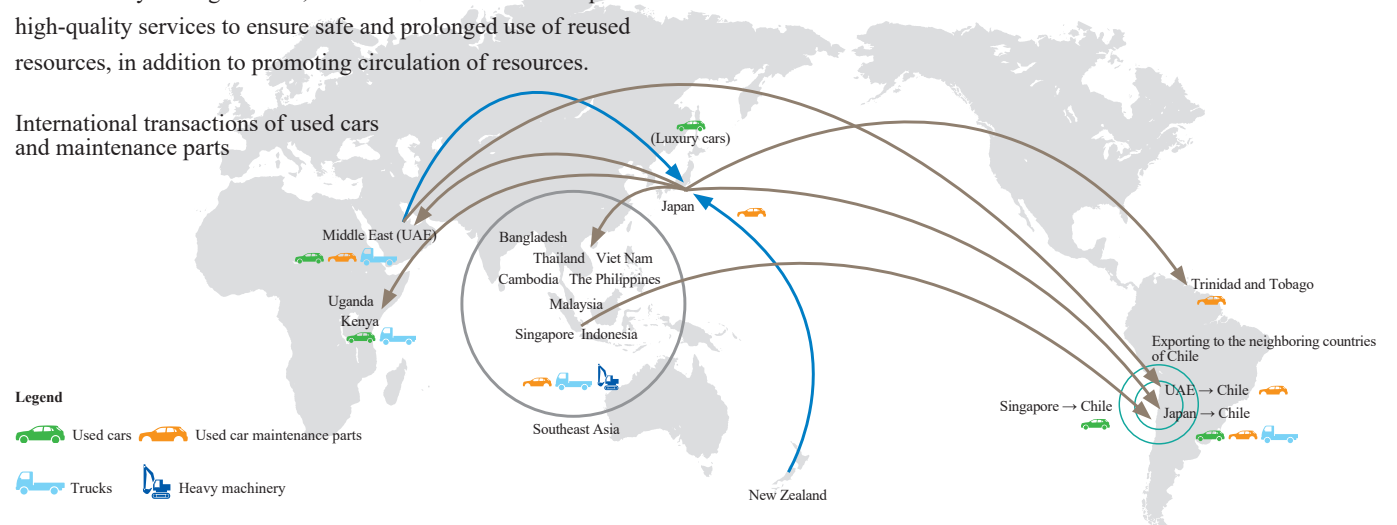 high-quality services to ensure safe and prolonged use of reused
resources, in addition to promoting circulation of resources.
International transactions of used cars
and maintenance parts
(Luxury cars)
Japan
Middle East (UAE)
Bangladesh
Thailand Viet Nam
Cambodia The Philippines
Malaysia
Singapore Indonesia
Southeast Asia
Uganda
Kenya
Trinidad and Tobago
Exporting to the neighboring countries
of Chile
UAE → Chile
Singapore → Chile
Japan → Chile
New Zealand
Legend
Used cars
Used car maintenance parts
Trucks
Heavy machinery